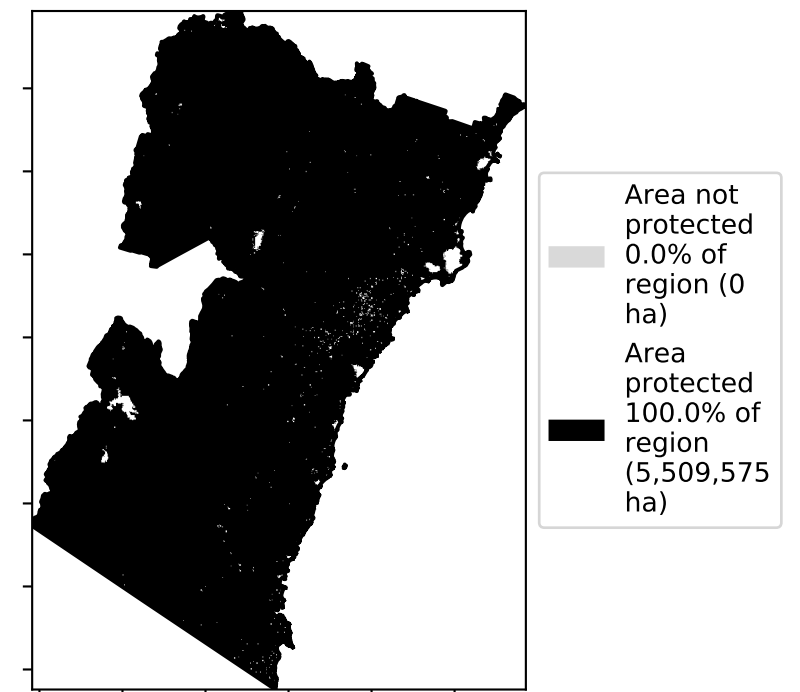 Area not
protected
0.0% of
region (0
ha)
Area
protected
100.0% of
region
(5,509,575
ha)